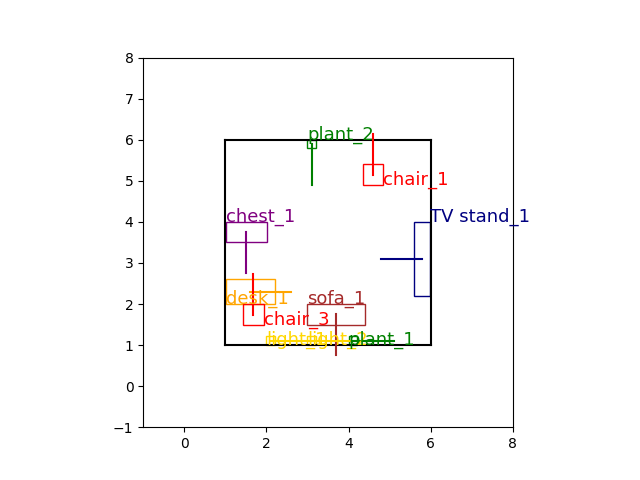 8
7
6
5
4
3
2
1
0
−1
0
2
4
6
8
plant_2
chair_1
chest_1
TV stand_1
desk_1
sofa_1
chair_3
plant_1